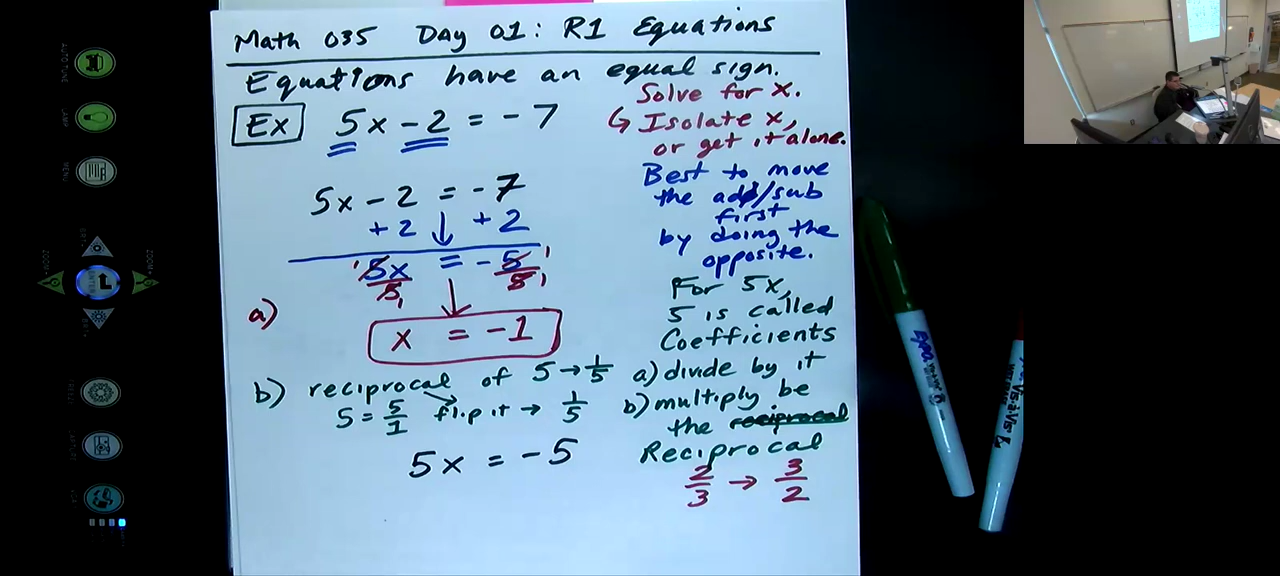 Math 035 Day 01: R1 Equations
Equations have an equal sign.
Ex 5x - 2 = - 7
Solve for x.
↳ Isolate x,
or get it alone.
5x - 2 = -7
+ 2 ↓ + 2
5x = - 5
5 5
a) x = -1
Best to move
the add/sub
first
by doing the
opposite.
For 5x,
5 is called
Coefficients
a) divide by it
b) multiply be
the reciprocal
Reciprocal
2/3 → 3/2
b) reciprocal of 5 → 1/5
5 = 5/1 flip it → 1/5
5x = -5
MENU
Expo